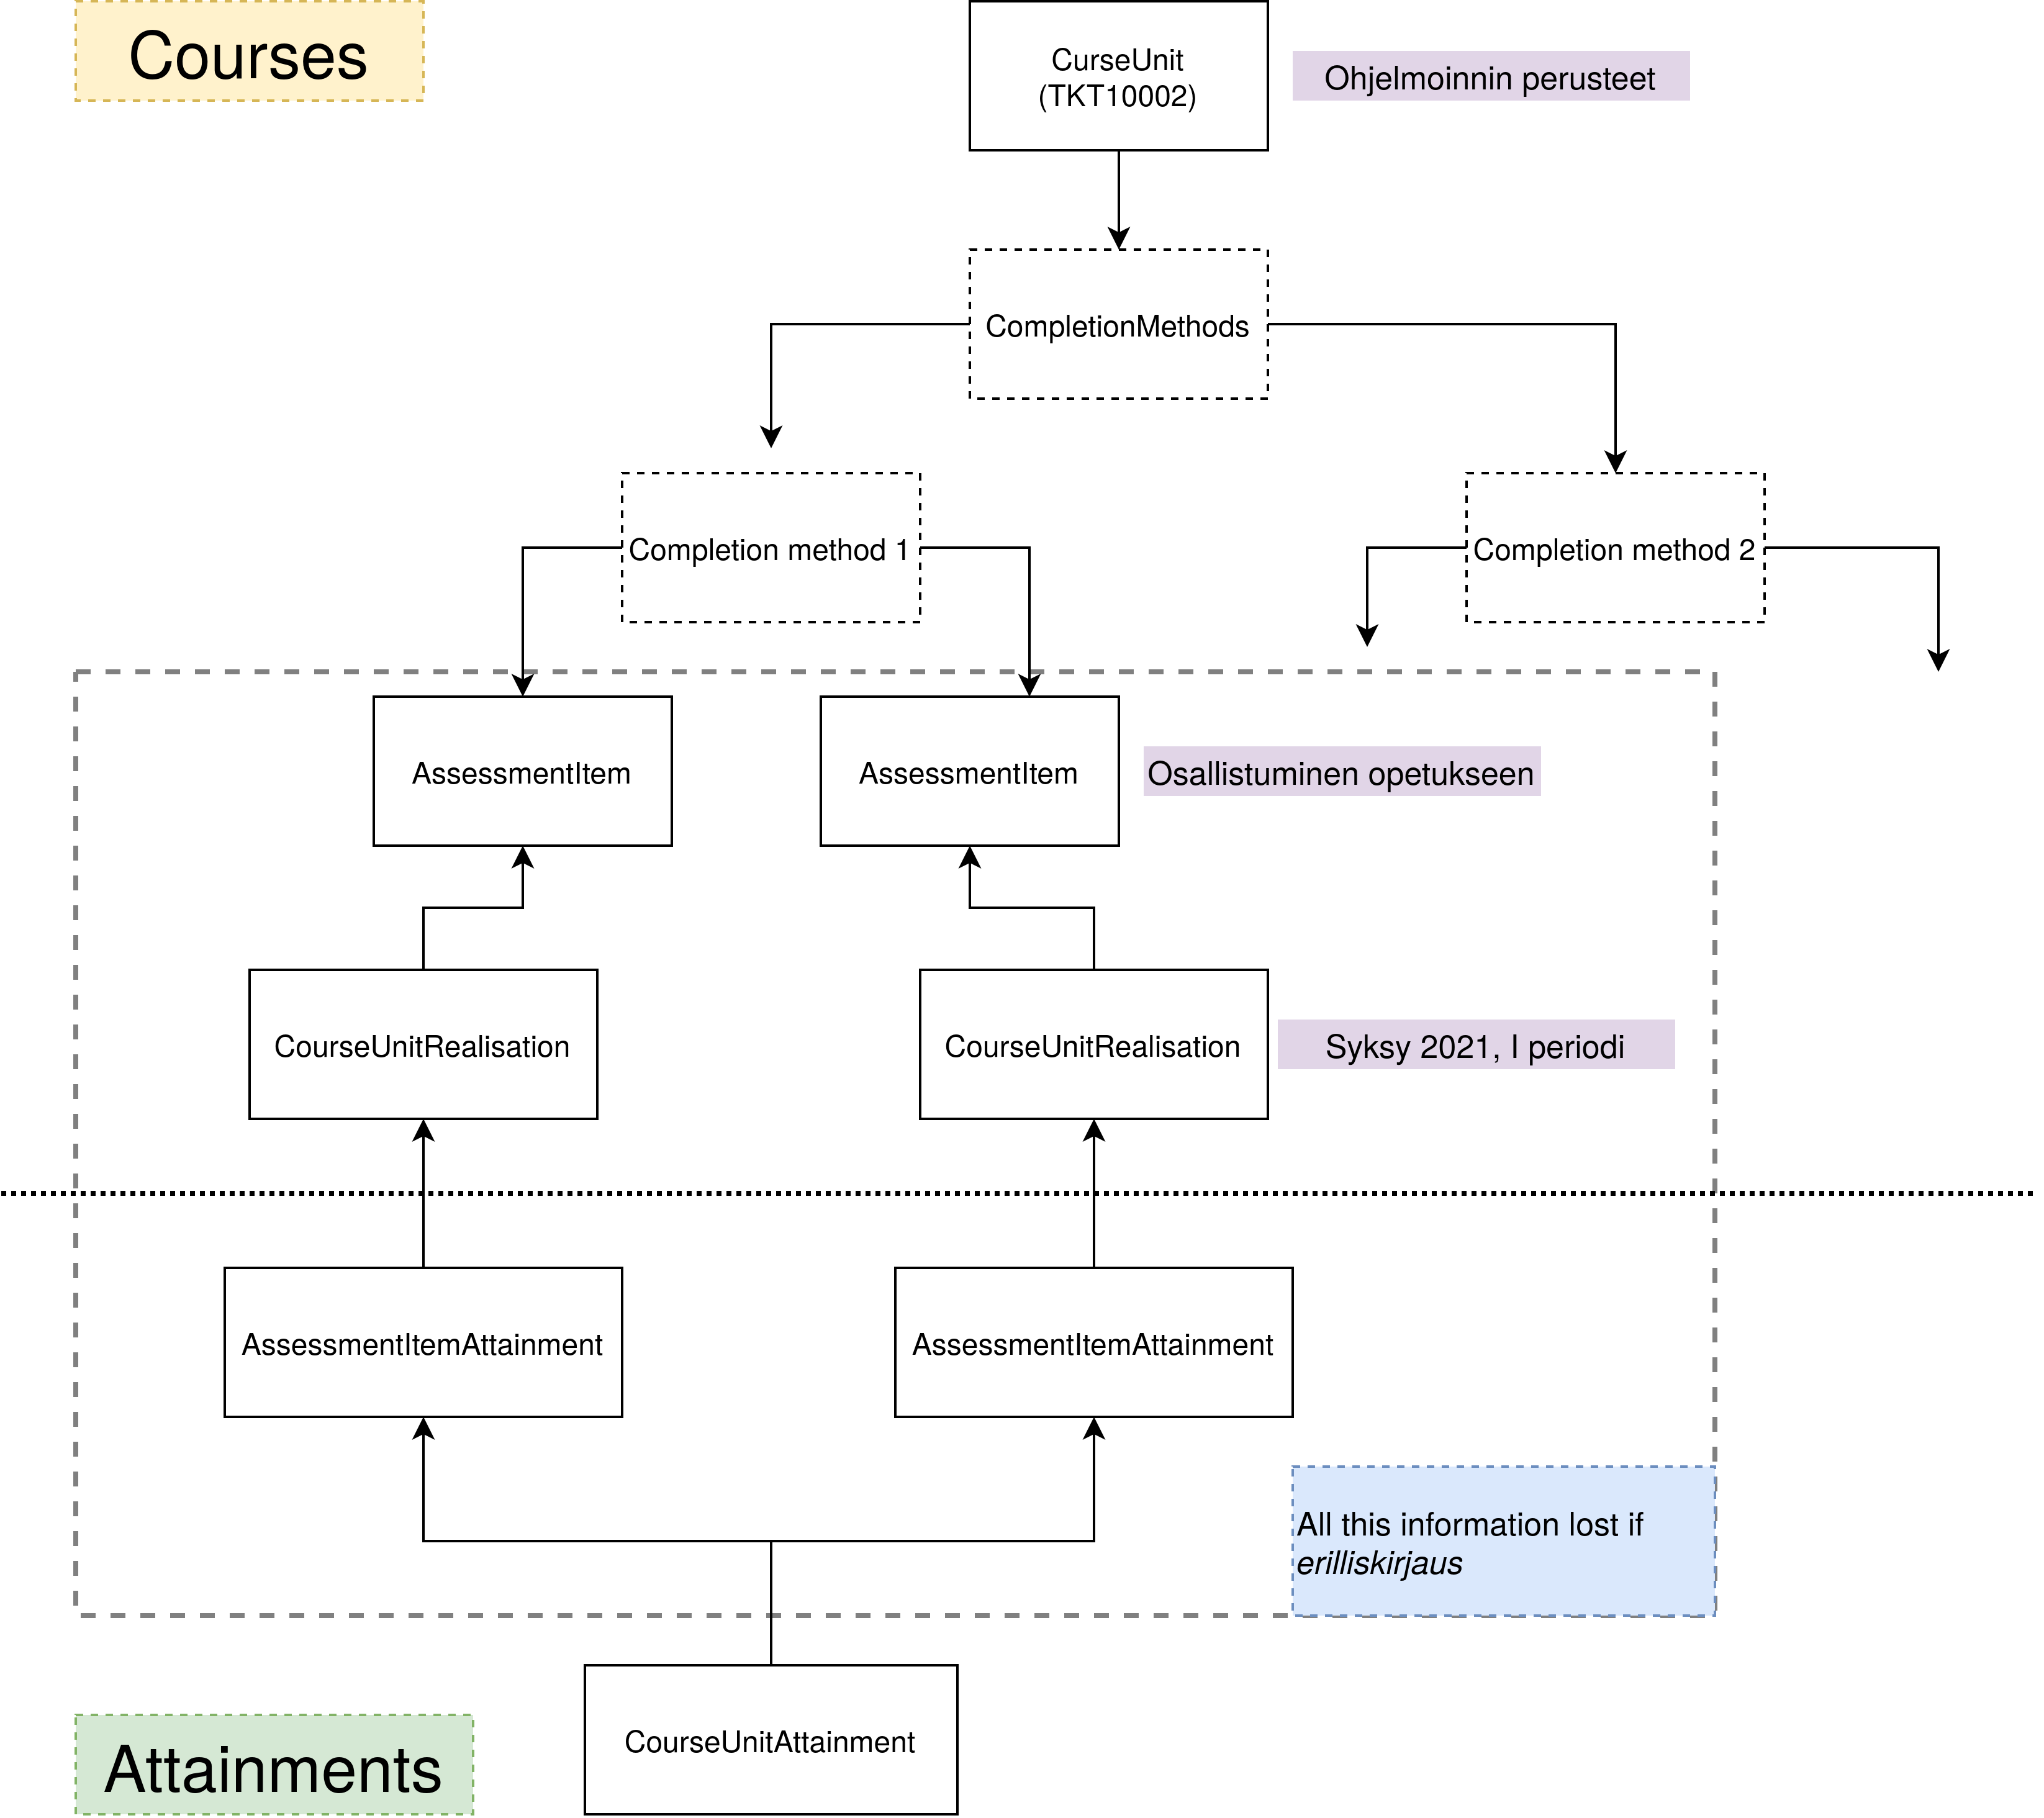 Courses
CurseUnit
(TKT10002)
Ohjelmoinnin perusteet
CompletionMethods
Completion method 1
Completion method 2
AssessmentItem
AssessmentItem
Osallistuminen opetukseen
CourseUnitRealisation
CourseUnitRealisation
Syksy 2021, I periodi
AssessmentItemAttainment
AssessmentItemAttainment
All this information lost if
erilliskirjaus
CourseUnitAttainment
Attainments